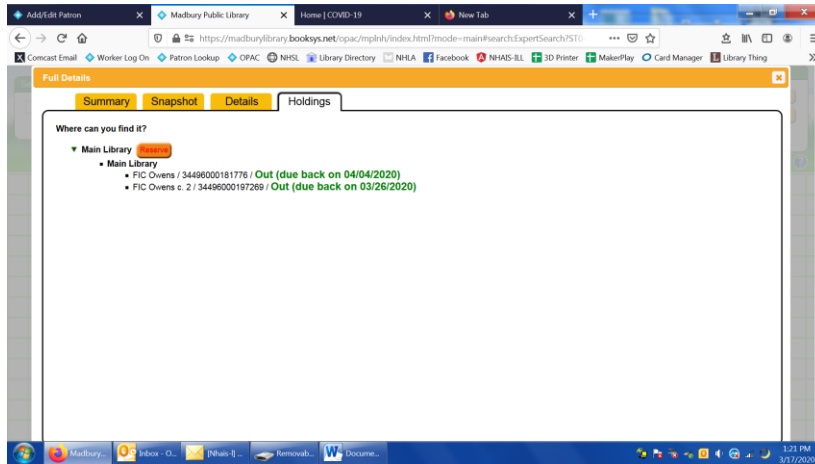 Add/Edit Patron
Madbury Public Library
Home | COVID-19
New Tab
https://madburylibrary.booksys.net/opac/mplnh/index.html?mode=main#search:ExpertSearch?ST0
Comcast Email Worker Log On Patron Lookup OPAC NHSL Library Directory NHLA Facebook NHAIS-ILL 3D Printer MakerPlay Card Manager Library Thing
Full Details
Summary Snapshot Details Holdings
Where can you find it?
Main Library Reserve
Main Library
FIC Owens / 34496000181776 / Out (due back on 04/04/2020)
FIC Owens c. 2 / 34496000197269 / Out (due back on 03/26/2020)
Madbury... Inbox - O... [Nhais-l] ... Removab... Docume...
1:21 PM
3/17/2020